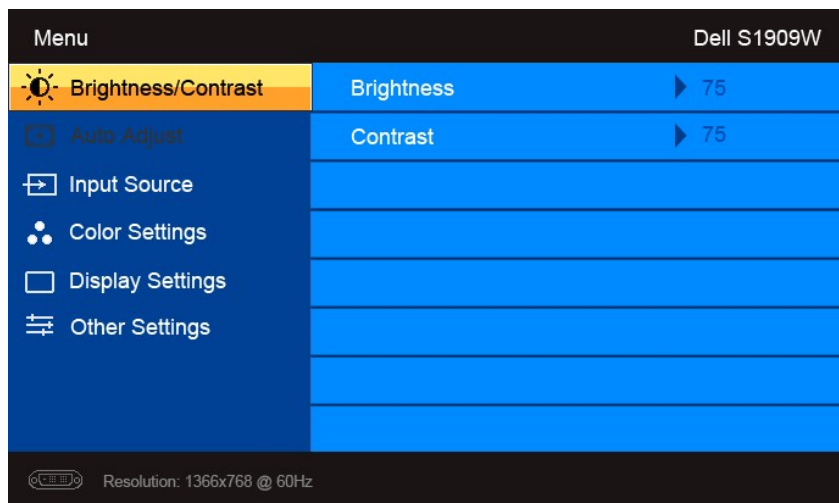 Menu Dell S1909W
Brightness/Contrast Brightness 75
Auto Adjust Contrast 75
Input Source
Color Settings
Display Settings
Other Settings
Resolution: 1366x768 @ 60Hz